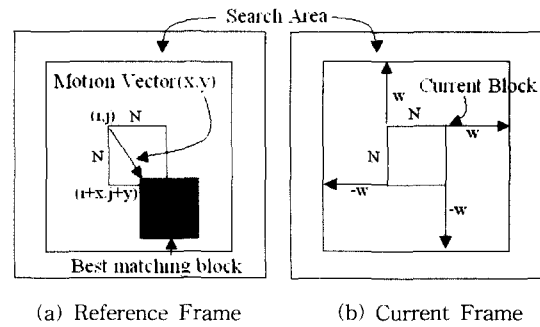 Search Area
Motion Vector(x,y)
(i,j) N
N
(i+x,j+y)
Best matching block
w
N
Current Block
w
N
-w
-w
(a) Reference Frame
(b) Current Frame